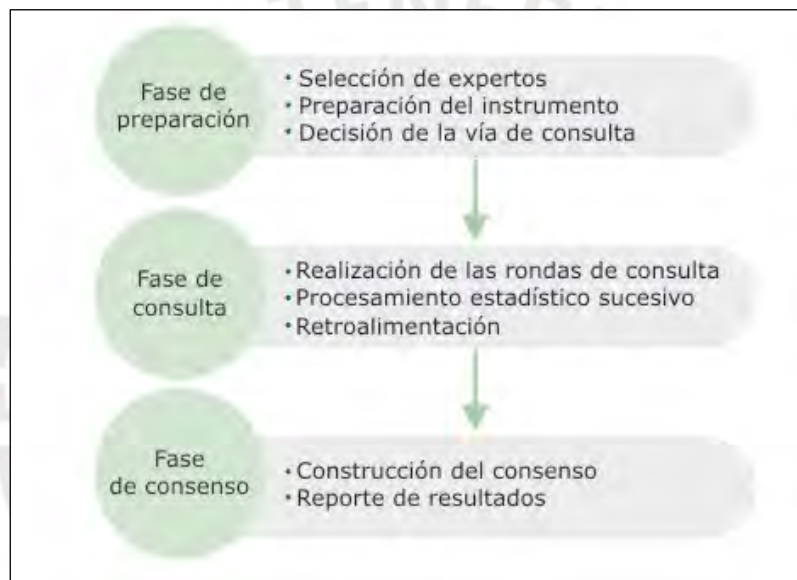 Fase de
preparación
• Selección de expertos
• Preparación del instrumento
• Decisión de la vía de consulta
Fase de
consulta
• Realización de las rondas de consulta
• Procesamiento estadístico sucesivo
• Retroalimentación
Fase
de consenso
• Construcción del consenso
• Reporte de resultados